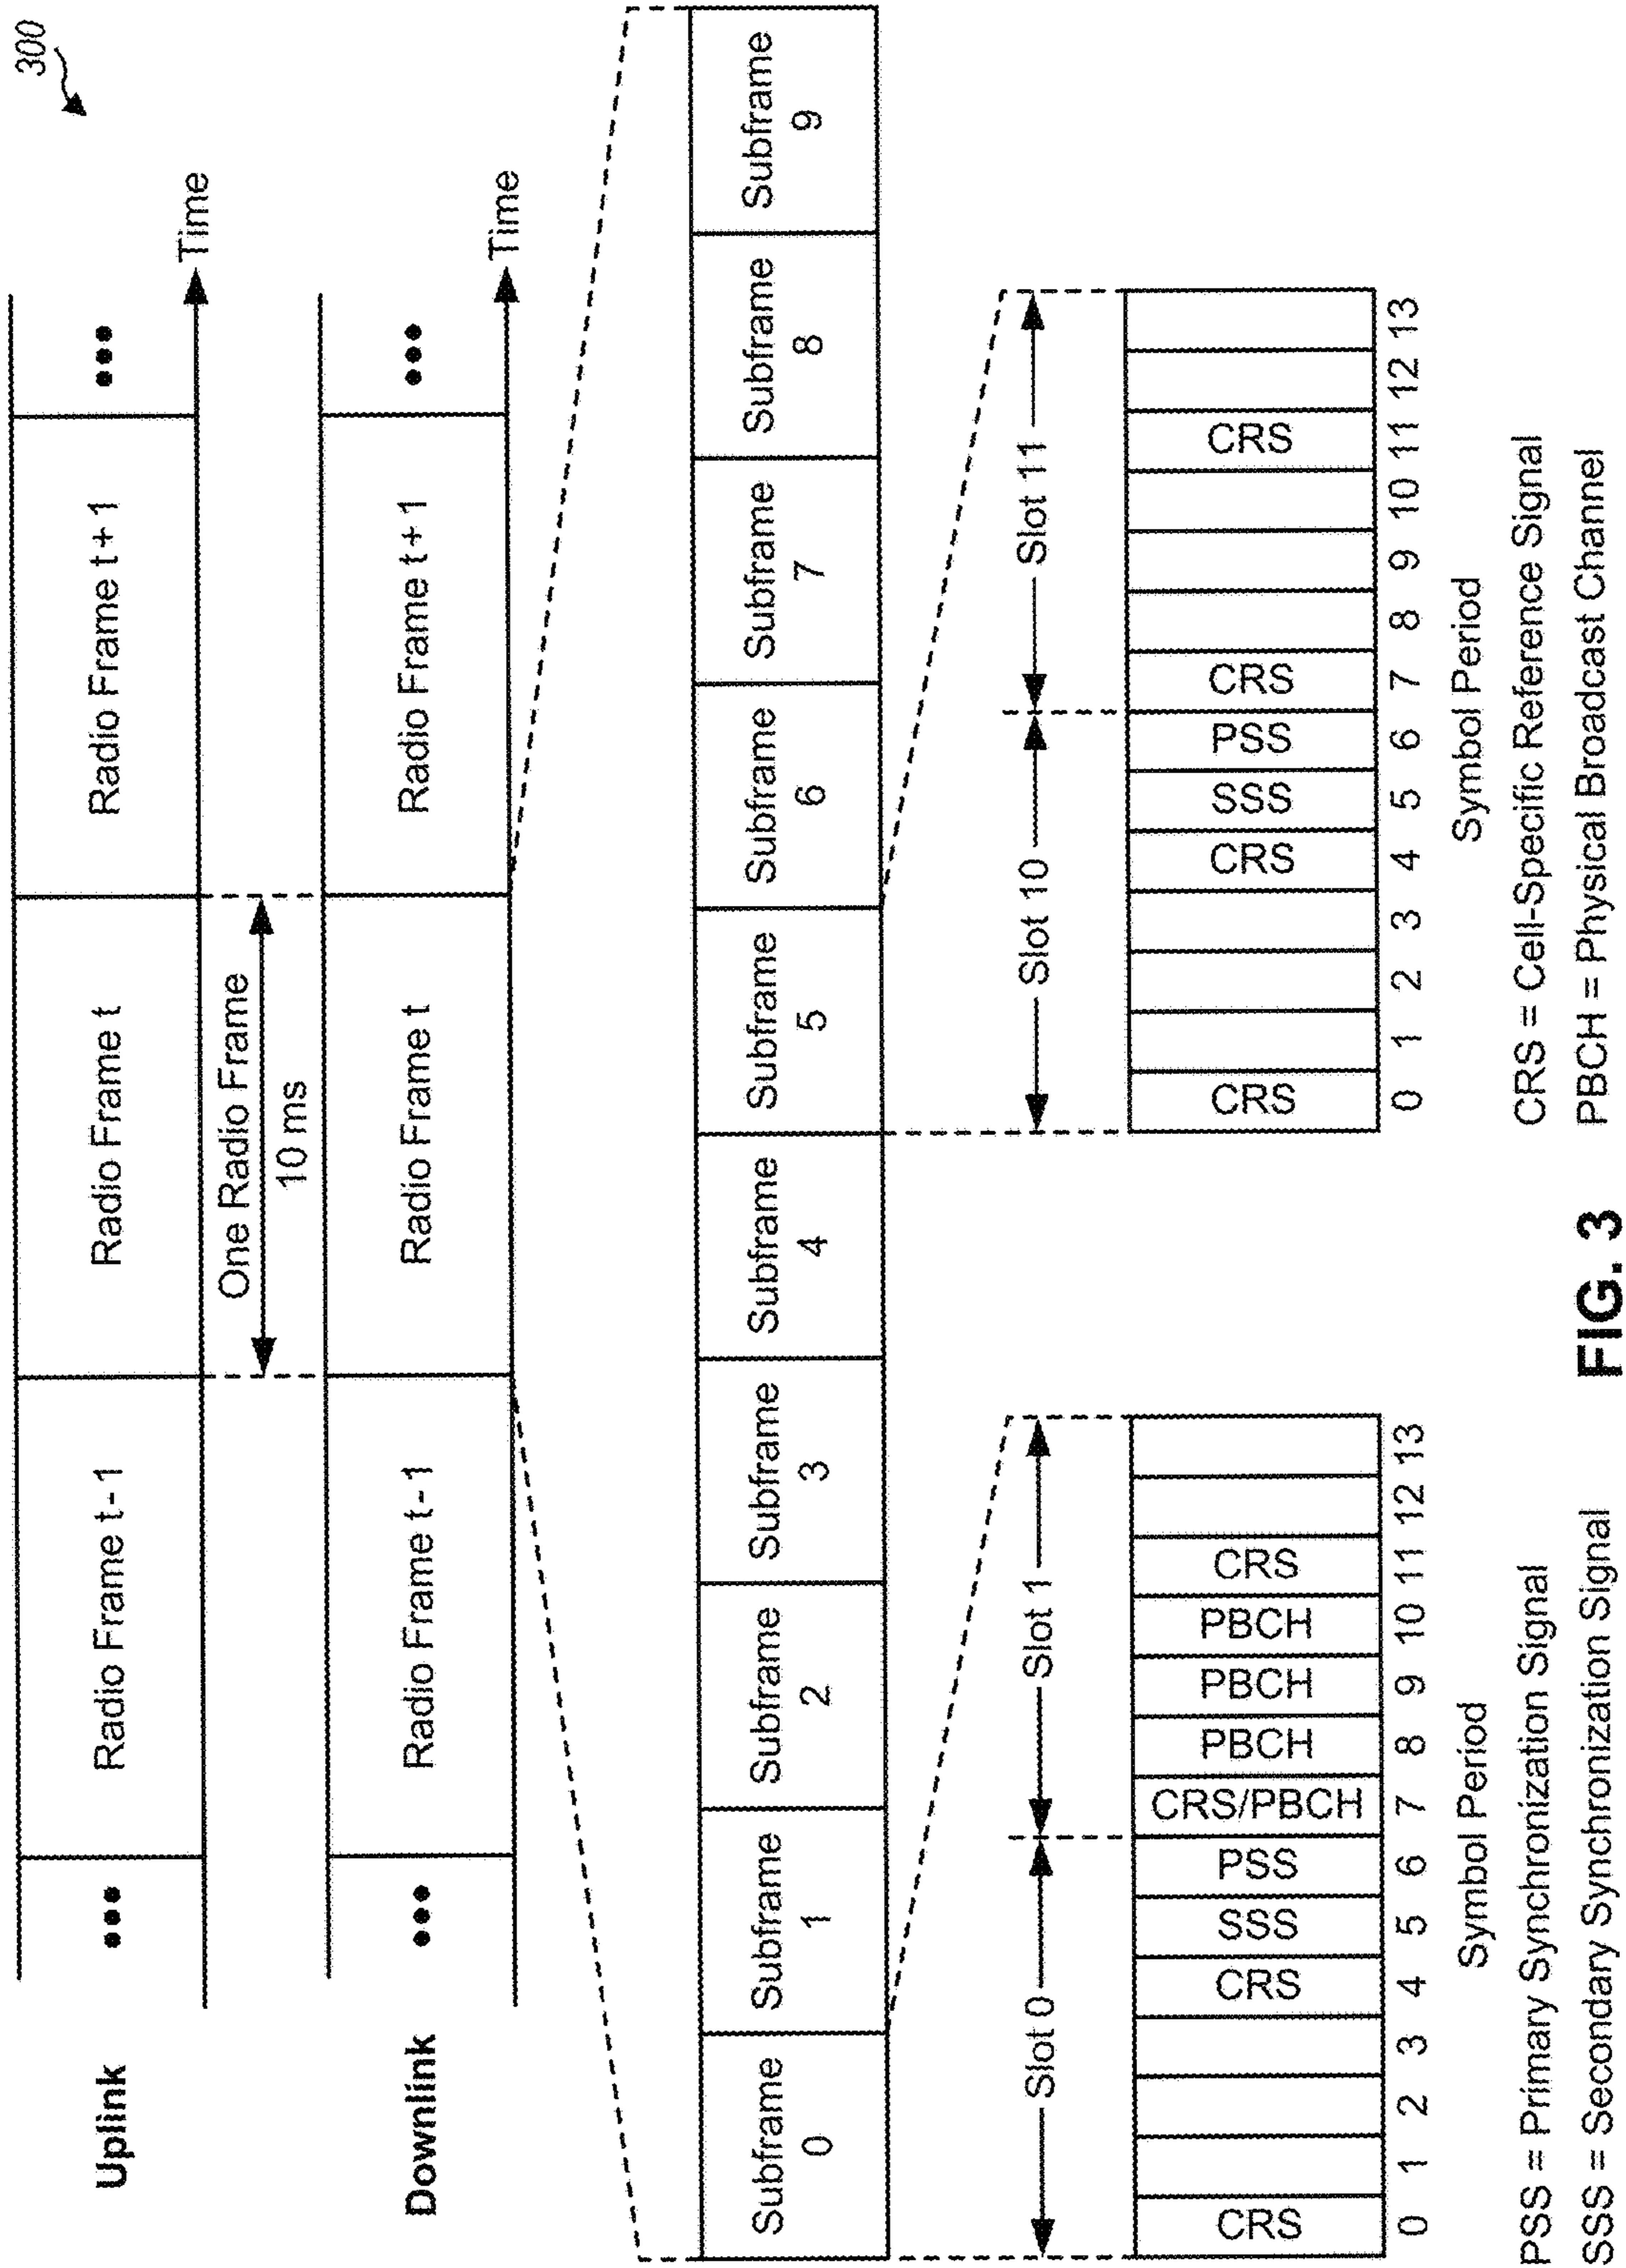 300
Uplink
••• Radio Frame t-1 Radio Frame t Radio Frame t+1 •••
Time
One Radio Frame
10 ms
Downlink
••• Radio Frame t-1 Radio Frame t Radio Frame t+1 •••
Time
Subframe 0 Subframe 1 Subframe 2 Subframe 3 Subframe 4 Subframe 5 Subframe 6 Subframe 7 Subframe 8 Subframe 9
Slot 0 Slot 1
CRS CRS SSS PSS CRS/PBCH PBCH PBCH PBCH CRS
0 1 2 3 4 5 6 7 8 9 10 11 12 13
Symbol Period
Slot 10 Slot 11
CRS CRS SSS PSS CRS CRS
0 1 2 3 4 5 6 7 8 9 10 11 12 13
Symbol Period
PSS = Primary Synchronization Signal
SSS = Secondary Synchronization Signal
CRS = Cell-Specific Reference Signal
PBCH = Physical Broadcast Channel
FIG. 3